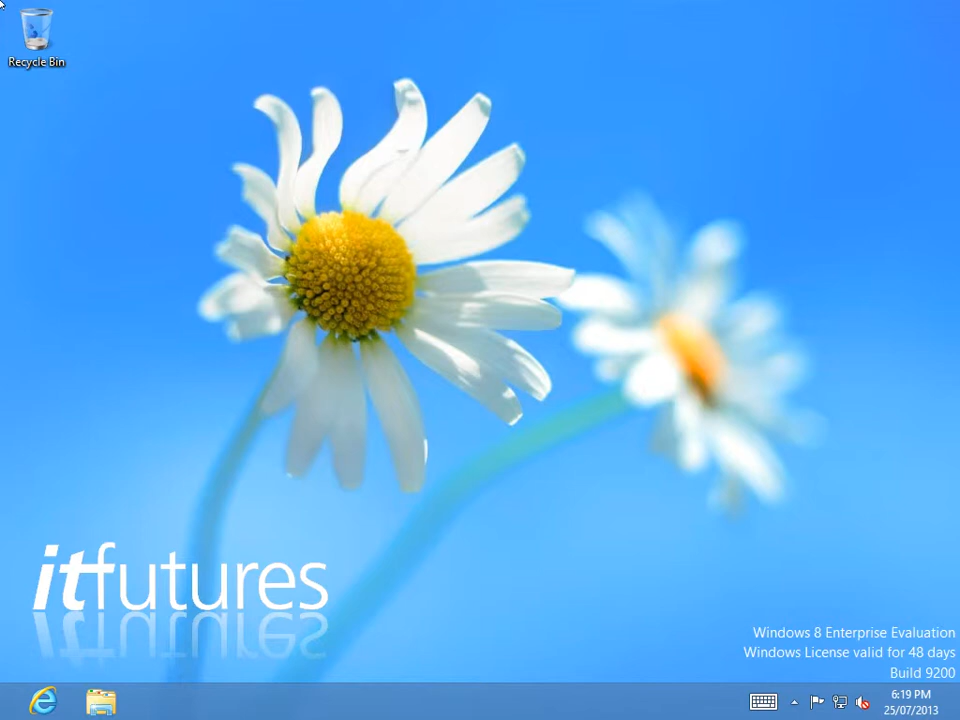 Recycle Bin
itfutures
Windows 8 Enterprise Evaluation
Windows License valid for 48 days
Build 9200
6:19 PM
25/07/2013